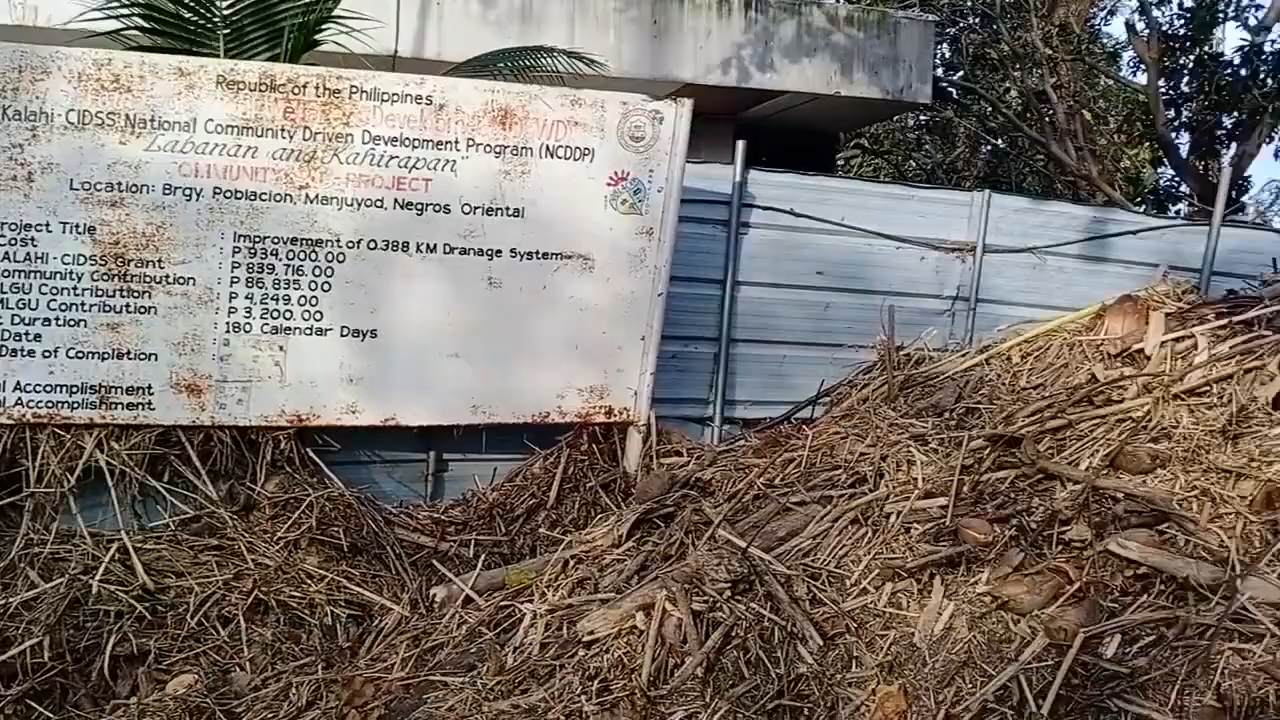 Republic of the Philippines
Kalahi-CIDSS: National Community Driven Development Program (NCDDP)
"Labanan ang Kahirapan"
PROJECT
Location: Brgy. Poblacion, Manjuyod, Negros Oriental
roject Title : Improvement of 0.388 KM Dranage System
Cost : P 934,000.00
ALAHI-CIDSS Grant : P 839,716.00
ommunity Contribution : P 86,835.00
LGU Contribution : P 4,249.00
MLGU Contribution : P 3,200.00
t Duration : 180 Calendar Days
Date :
Date of Completion :
l Accomplishment
l Accomplishment